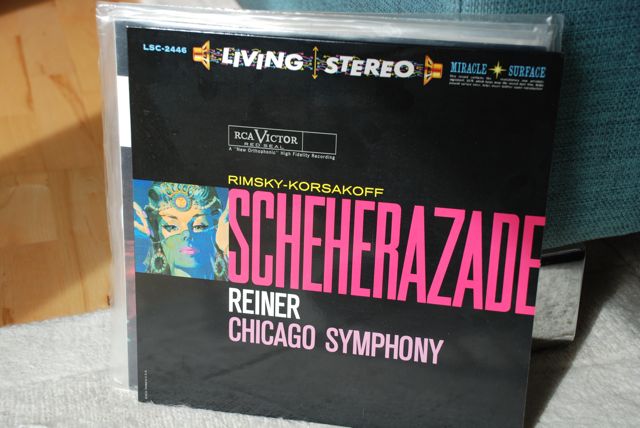 LSC-2446
LIVING STEREO
MIRACLE SURFACE
RCA VICTOR
RED SEAL
A "New Orthophonic" High Fidelity Recording
RIMSKY-KORSAKOFF
SCHEHERAZADE
REINER
CHICAGO SYMPHONY